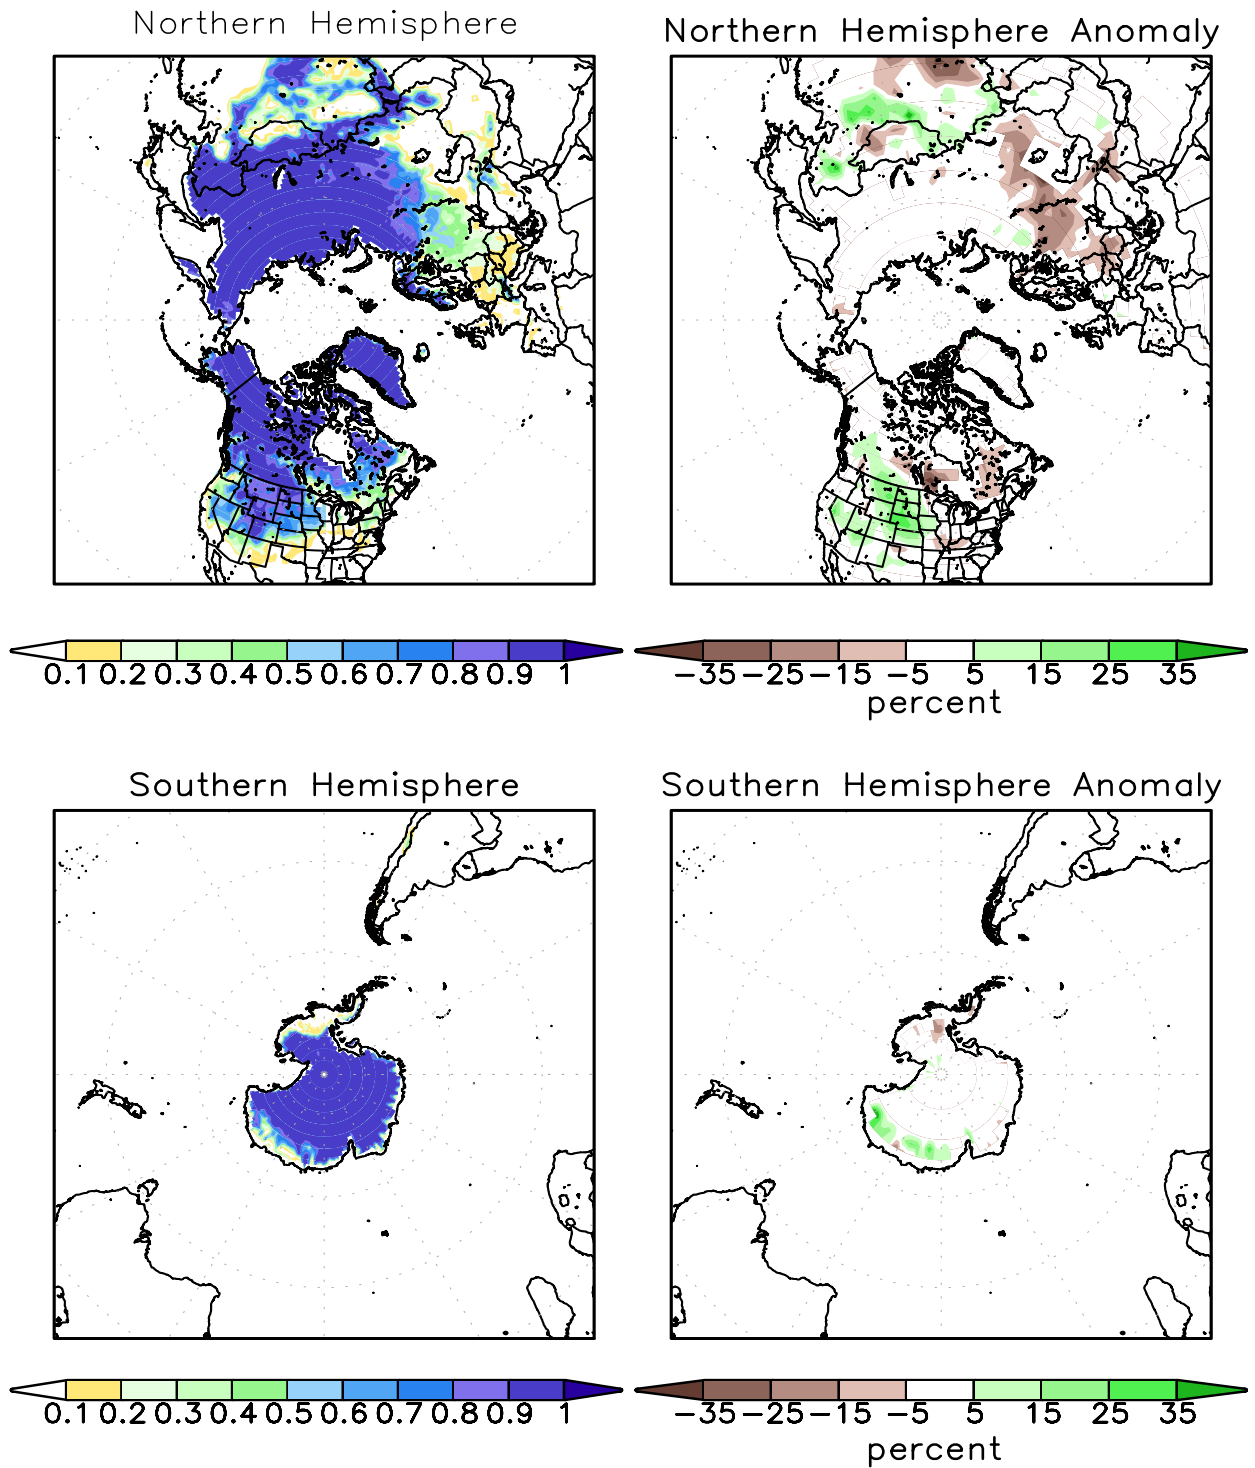 Northern Hemisphere
Northern Hemisphere Anomaly
0.1 0.2 0.3 0.4 0.5 0.6 0.7 0.8 0.9 1
-35 -25 -15 -5 5 15 25 35
percent
Southern Hemisphere
Southern Hemisphere Anomaly
0.1 0.2 0.3 0.4 0.5 0.6 0.7 0.8 0.9 1
-35 -25 -15 -5 5 15 25 35
percent